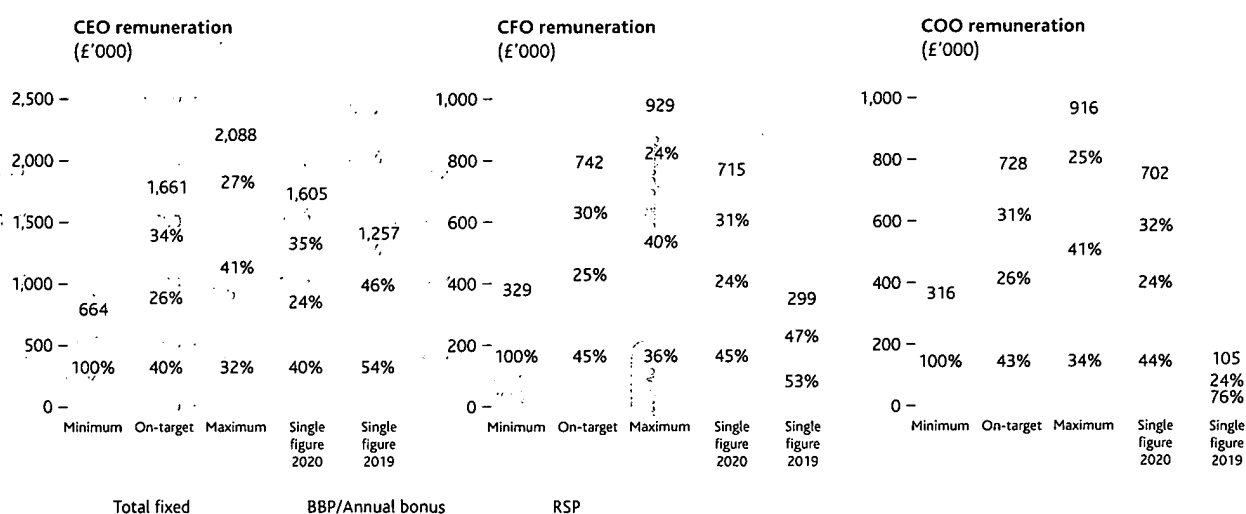 CEO remuneration
(£'000)
2,500
2,000
1,500
1,000
500
0
664
100%
1,661
34%
26%
40%
2,088
27%
41%
32%
1,605
35%
24%
40%
1,257
46%
54%
Minimum
On-target
Maximum
Single
figure
2020
Single
figure
2019
CFO remuneration
(£'000)
1,000
800
600
400
200
0
329
100%
742
30%
25%
45%
929
24%
40%
36%
715
31%
24%
45%
299
47%
53%
Minimum
On-target
Maximum
Single
figure
2020
Single
figure
2019
COO remuneration
(£'000)
1,000
800
600
400
200
0
316
100%
728
31%
26%
43%
916
25%
41%
34%
702
32%
24%
44%
105
24%
76%
Minimum
On-target
Maximum
Single
figure
2020
Single
figure
2019
Total fixed
BBP/Annual bonus
RSP